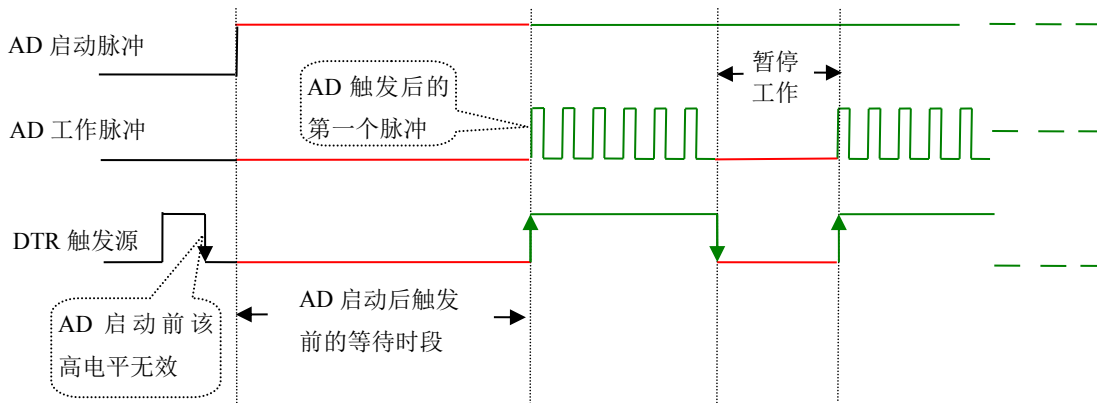 AD 启动脉冲
AD 触发后的
第一个脉冲
暂停
工作
AD 工作脉冲
DTR 触发源
AD 启动前该
高电平无效
AD 启动后触发
前的等待时段